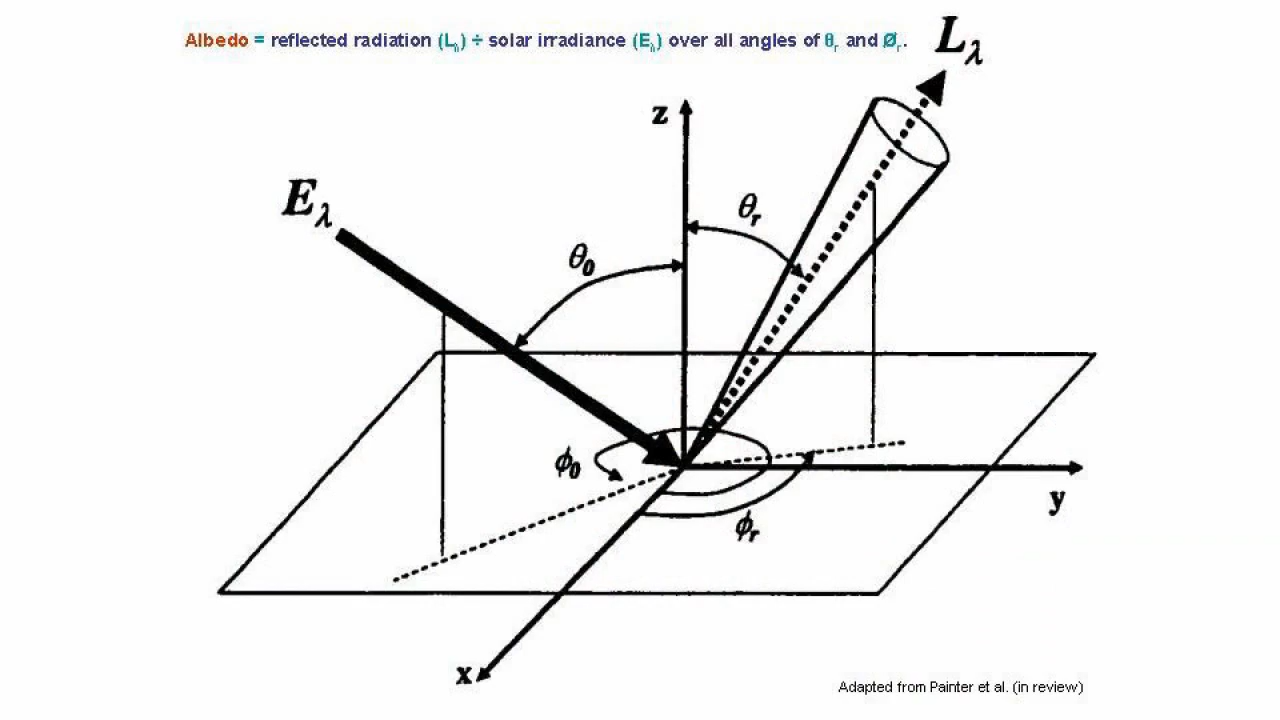 Albedo = reflected radiation (Lλ) ÷ solar irradiance (Eλ) over all angles of θr and Ør.
Lλ
z
Eλ
θr
θ0
ϕ0
y
ϕr
x
Adapted from Painter et al. (in review)